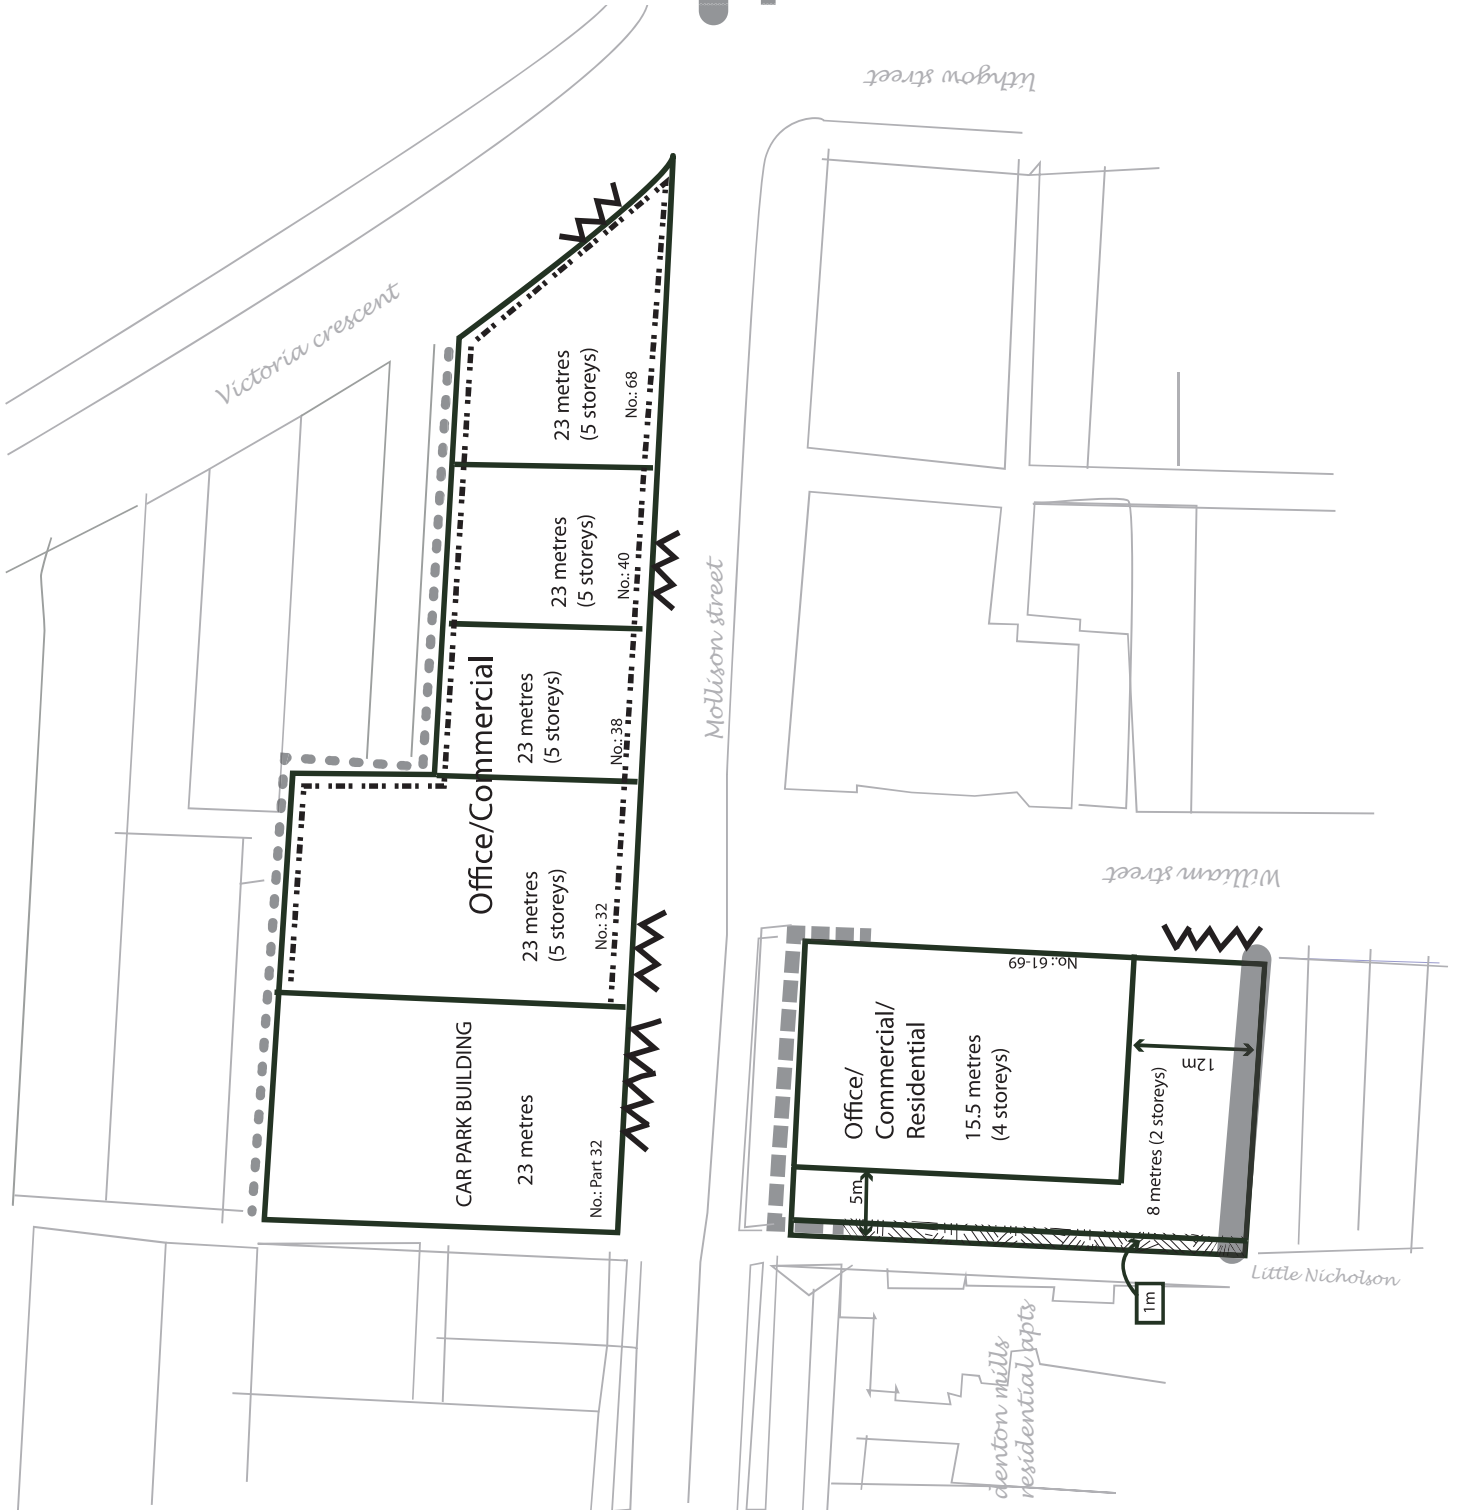 lithgow street
Victoria crescent
23 metres
(5 storeys)
No.: 68
23 metres
(5 storeys)
No.: 40
Mollison street
Office/Commercial
23 metres
(5 storeys)
No.: 38
23 metres
(5 storeys)
No.: 32
William street
CAR PARK BUILDING
23 metres
No.: Part 32
No.: 61-69
Office/
Commercial/
Residential
15.5 metres
(4 storeys)
12m
8 metres (2 storeys)
5m
1m
Little Nicholson
denton mills
residential apts